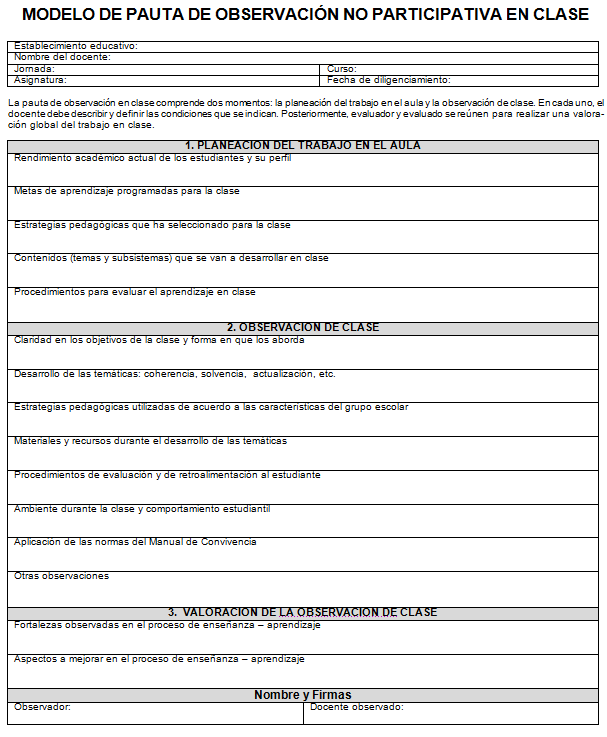 MODELO DE PAUTA DE OBSERVACIÓN NO PARTICIPATIVA EN CLASE
Establecimiento educativo:
Nombre del docente:
Jornada: Curso:
Asignatura: Fecha de diligenciamiento:
La pauta de observación en clase comprende dos momentos: la planeación del trabajo en el aula y la observación de clase. En cada uno, el
docente debe describir y definir las condiciones que se indican. Posteriormente, evaluador y evaluado se reúnen para realizar una valora-
ción global del trabajo en clase.
1. PLANEACION DEL TRABAJO EN EL AULA
Rendimiento académico actual de los estudiantes y su perfil
Metas de aprendizaje programadas para la clase
Estrategias pedagógicas que ha seleccionado para la clase
Contenidos (temas y subsistemas) que se van a desarrollar en clase
Procedimientos para evaluar el aprendizaje en clase
2. OBSERVACION DE CLASE
Claridad en los objetivos de la clase y forma en que los aborda
Desarrollo de las temáticas: coherencia, solvencia, actualización, etc.
Estrategias pedagógicas utilizadas de acuerdo a las características del grupo escolar
Materiales y recursos durante el desarrollo de las temáticas
Procedimientos de evaluación y de retroalimentación al estudiante
Ambiente durante la clase y comportamiento estudiantil
Aplicación de las normas del Manual de Convivencia
Otras observaciones
3. VALORACION DE LA OBSERVACION DE CLASE
Fortalezas observadas en el proceso de enseñanza – aprendizaje
Aspectos a mejorar en el proceso de enseñanza – aprendizaje
Nombre y Firmas
Observador: Docente observado: